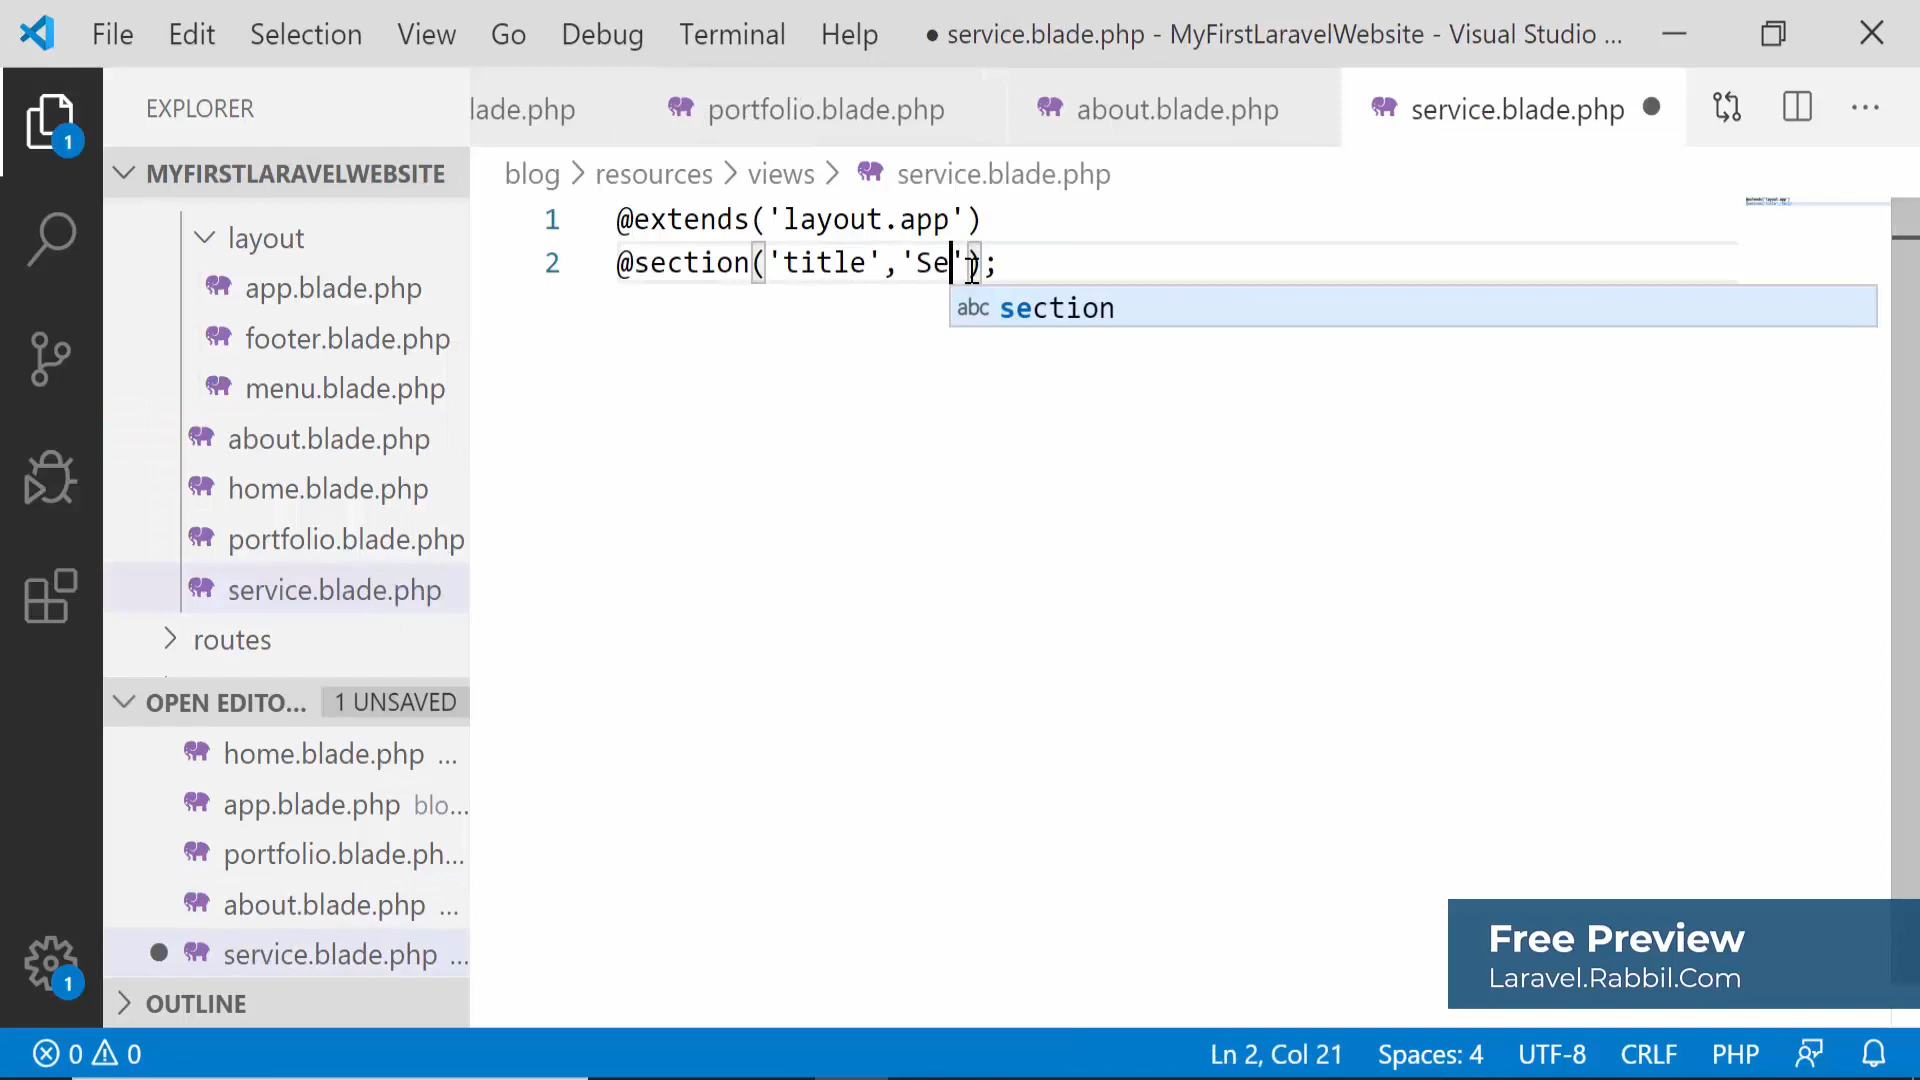 File Edit Selection View Go Debug Terminal Help ● service.blade.php - MyFirstLaravelWebsite - Visual Studio ...
EXPLORER
lade.php portfolio.blade.php about.blade.php service.blade.php
MYFIRSTLARAVELWEBSITE
blog > resources > views > service.blade.php
layout
app.blade.php
footer.blade.php
menu.blade.php
about.blade.php
home.blade.php
portfolio.blade.php
service.blade.php
routes
1 @extends('layout.app')
2 @section('title','Se');
abc section
OPEN EDITO... 1 UNSAVED
home.blade.php ...
app.blade.php blo...
portfolio.blade.ph...
about.blade.php ...
service.blade.php ...
OUTLINE
1
1
Free Preview
Laravel.Rabbil.Com
0 0 Ln 2, Col 21 Spaces: 4 UTF-8 CRLF PHP